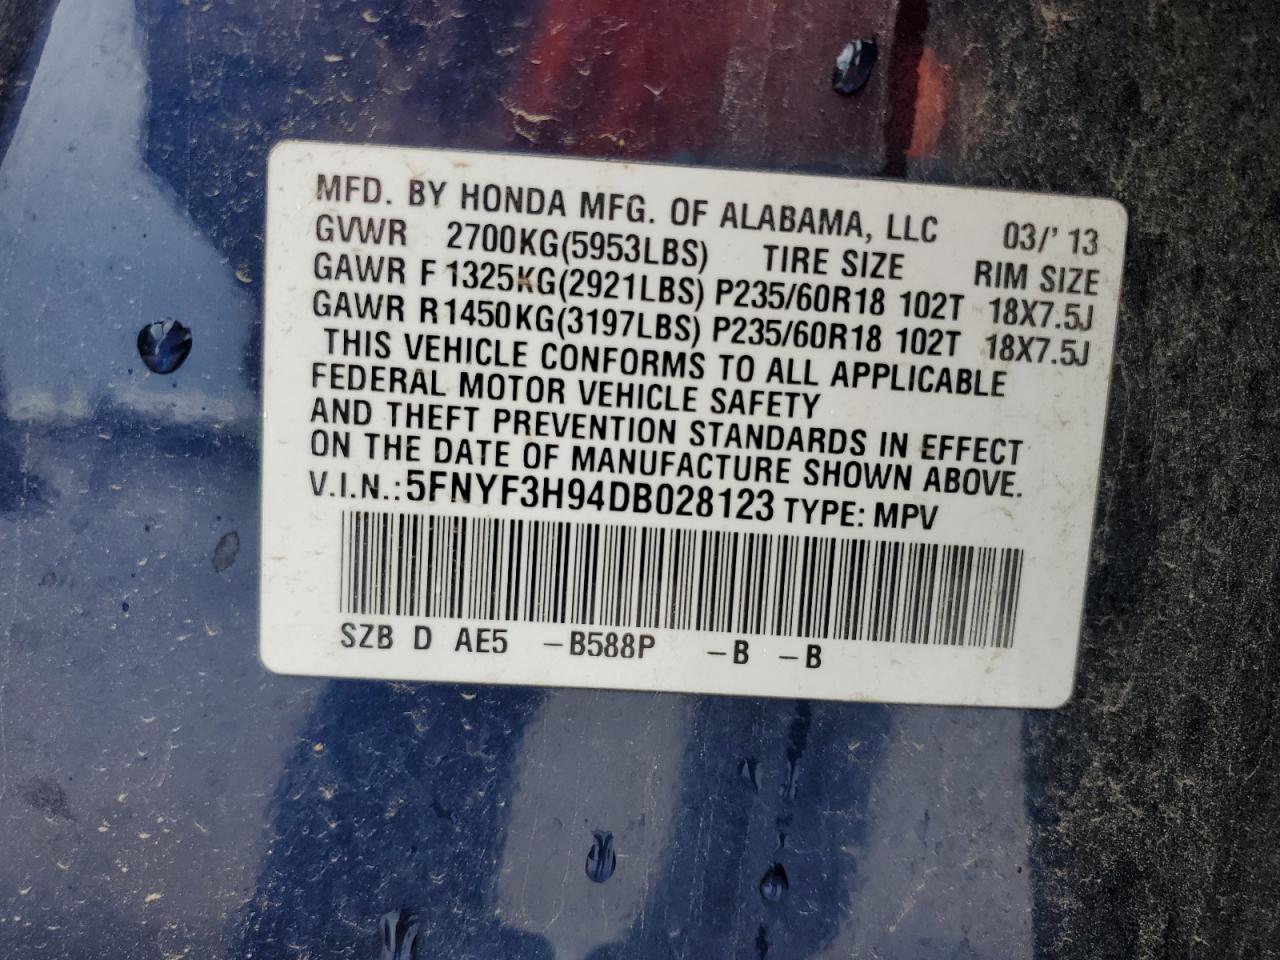 MFD. BY HONDA MFG. OF ALABAMA, LLC 03/' 13
GVWR 2700KG(5953LBS) TIRE SIZE RIM SIZE
GAWR F 1325KG(2921LBS) P235/60R18 102T 18X7.5J
GAWR R1450KG(3197LBS) P235/60R18 102T 18X7.5J
THIS VEHICLE CONFORMS TO ALL APPLICABLE
FEDERAL MOTOR VEHICLE SAFETY
AND THEFT PREVENTION STANDARDS IN EFFECT
ON THE DATE OF MANUFACTURE SHOWN ABOVE.
V.I.N.: 5FNYF3H94DB028123 TYPE: MPV
SZB D AE5 -B588P -B -B